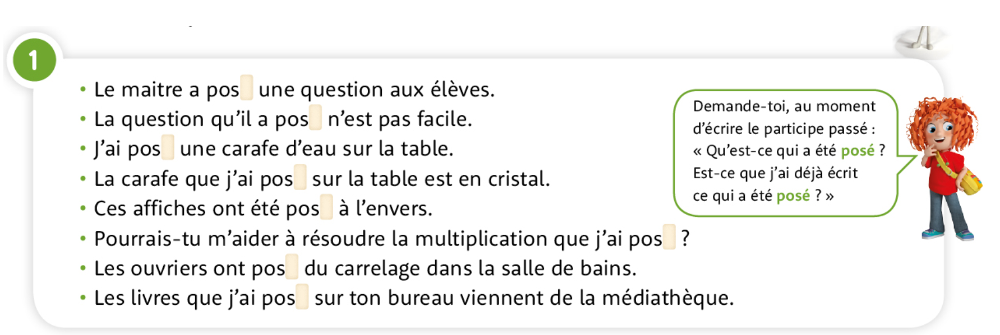 1
• Le maitre a pos une question aux élèves.
• La question qu’il a pos n’est pas facile.
• J’ai pos une carafe d’eau sur la table.
• La carafe que j’ai pos sur la table est en cristal.
• Ces affiches ont été pos à l’envers.
• Pourrais-tu m’aider à résoudre la multiplication que j’ai pos ?
• Les ouvriers ont pos du carrelage dans la salle de bains.
• Les livres que j’ai pos sur ton bureau viennent de la médiathèque.
Demande-toi, au moment
d’écrire le participe passé :
« Qu’est-ce qui a été posé ?
Est-ce que j’ai déjà écrit
ce qui a été posé ? »